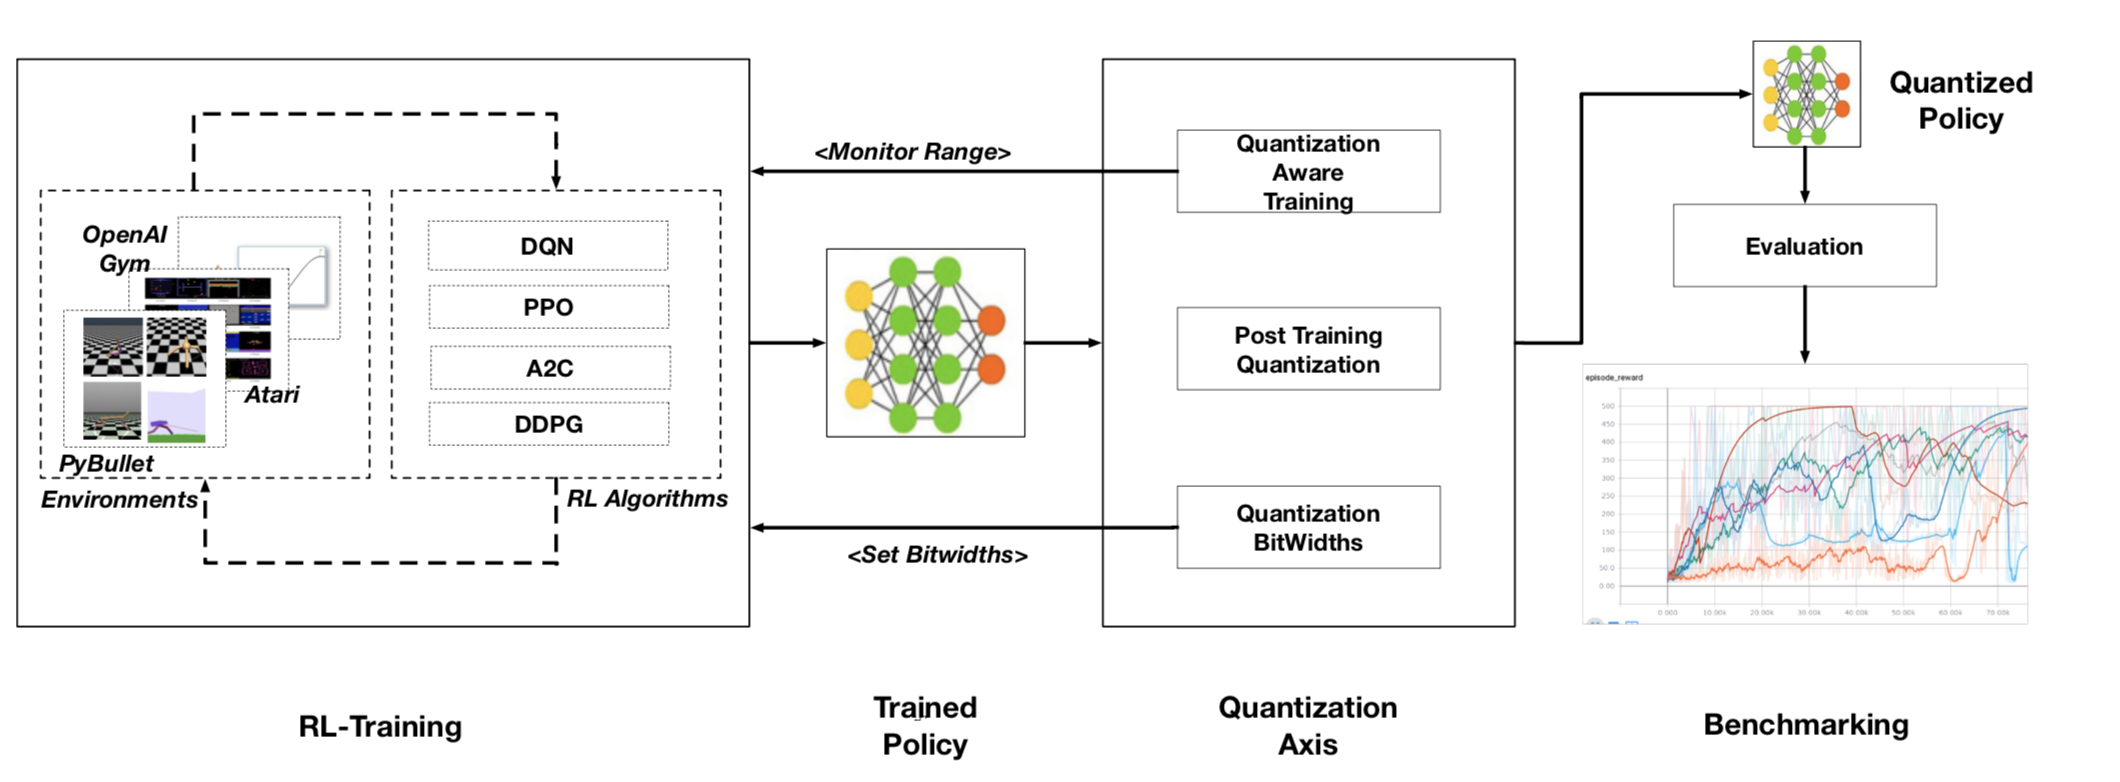 OpenAI
Gym
Atari
PyBullet
Environments
DQN
PPO
A2C
DDPG
RL Algorithms
<Monitor Range>
<Set Bitwidths>
Quantization
Aware
Training
Post Training
Quantization
Quantization
BitWidths
Quantized
Policy
Evaluation
episode_reward
500
450
400
350
300
250
200
150
100
50.0
0.00
0.000 10.00k 20.00k 30.00k 40.00k 50.00k 60.00k 70.00k
RL-Training
Trained
Policy
Quantization
Axis
Benchmarking